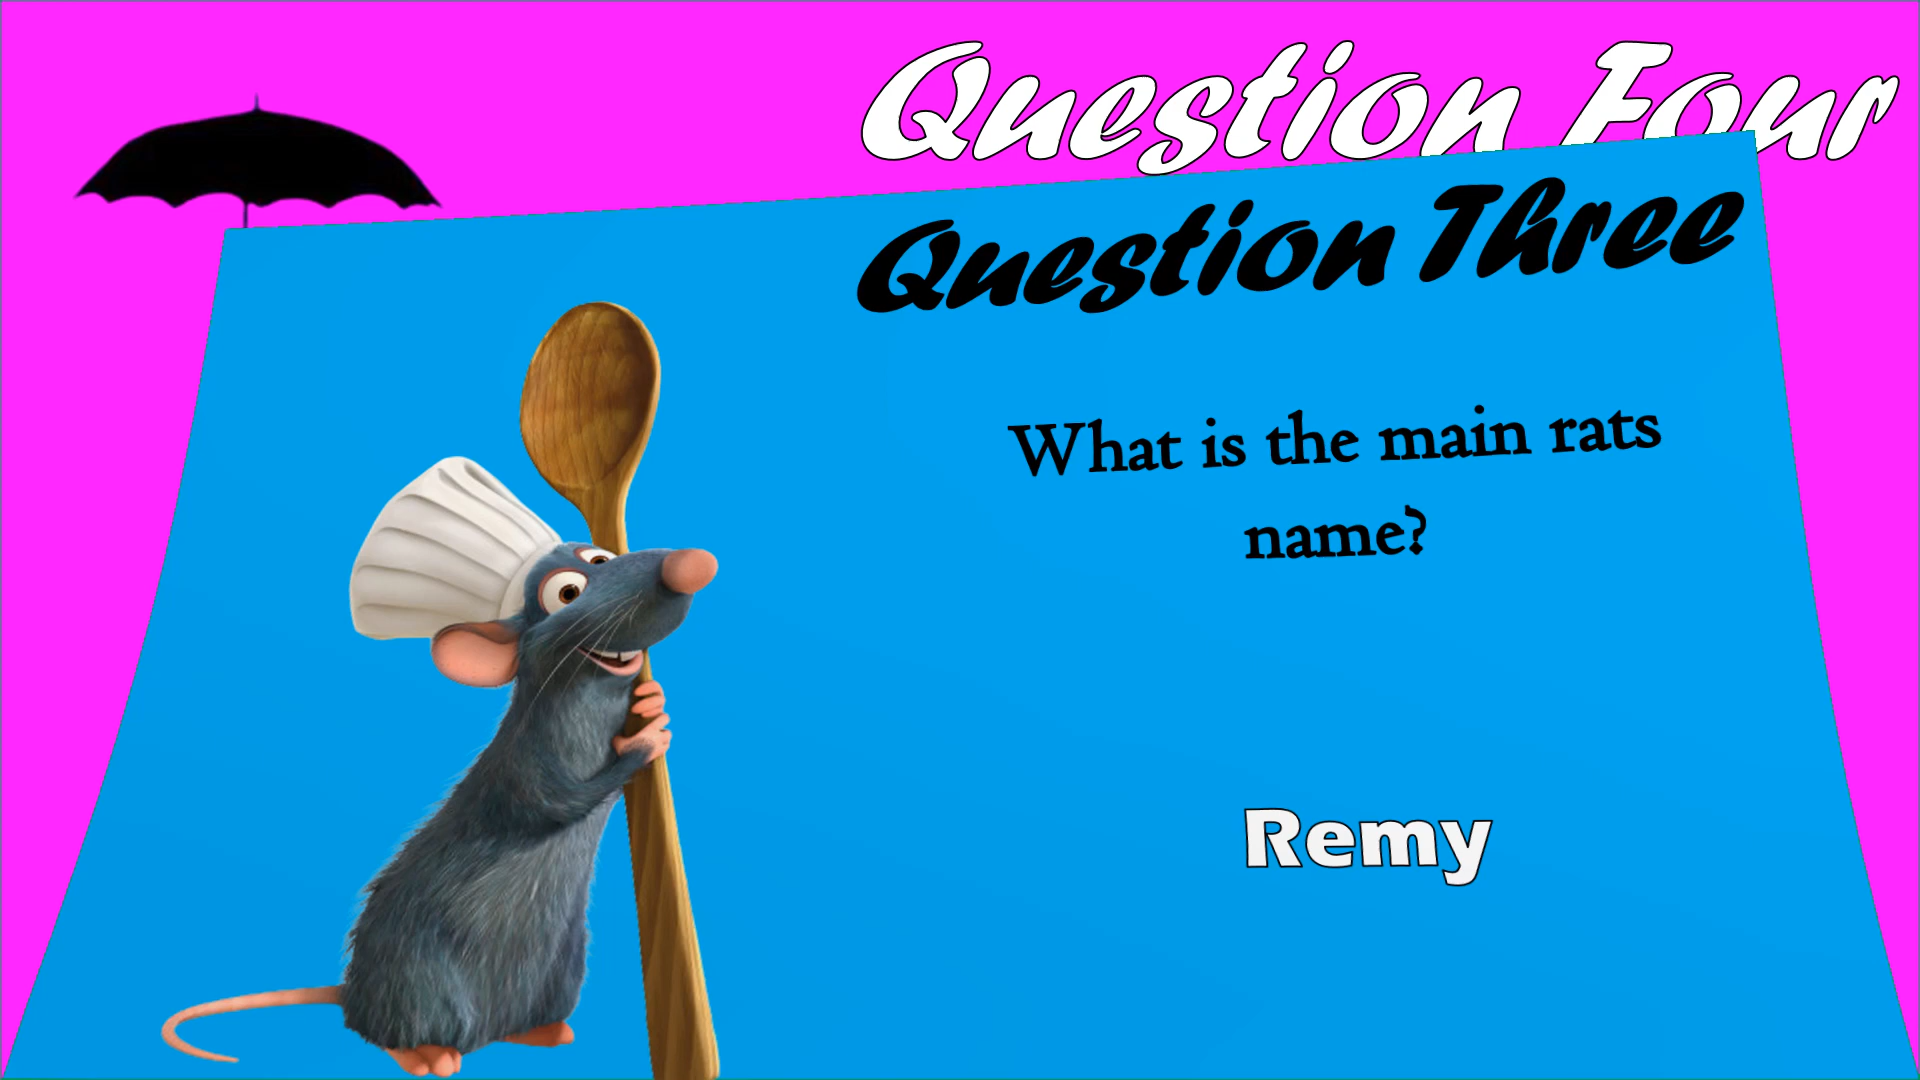 Question Four
Question Three
What is the main rats
name?
Remy